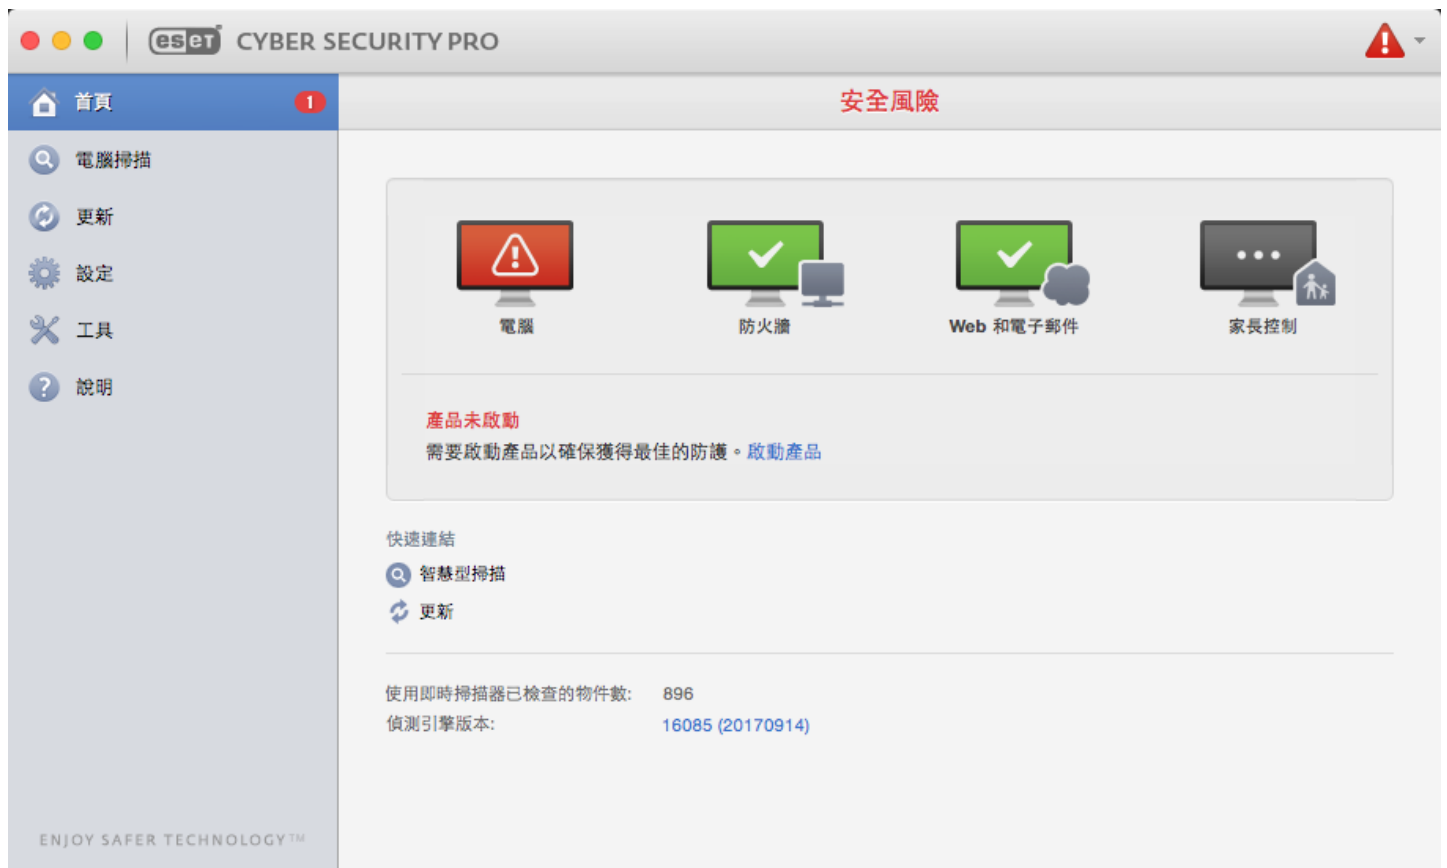 eset CYBER SECURITY PRO
首頁 1
安全風險
電腦掃描
更新
設定
工具
說明
電腦
防火牆
Web 和電子郵件
家長控制
產品未啟動
需要啟動產品以確保獲得最佳的防護。啟動產品
快速連結
智慧型掃描
更新
使用即時掃描器已檢查的物件數: 896
偵測引擎版本: 16085 (20170914)
ENJOY SAFER TECHNOLOGY™